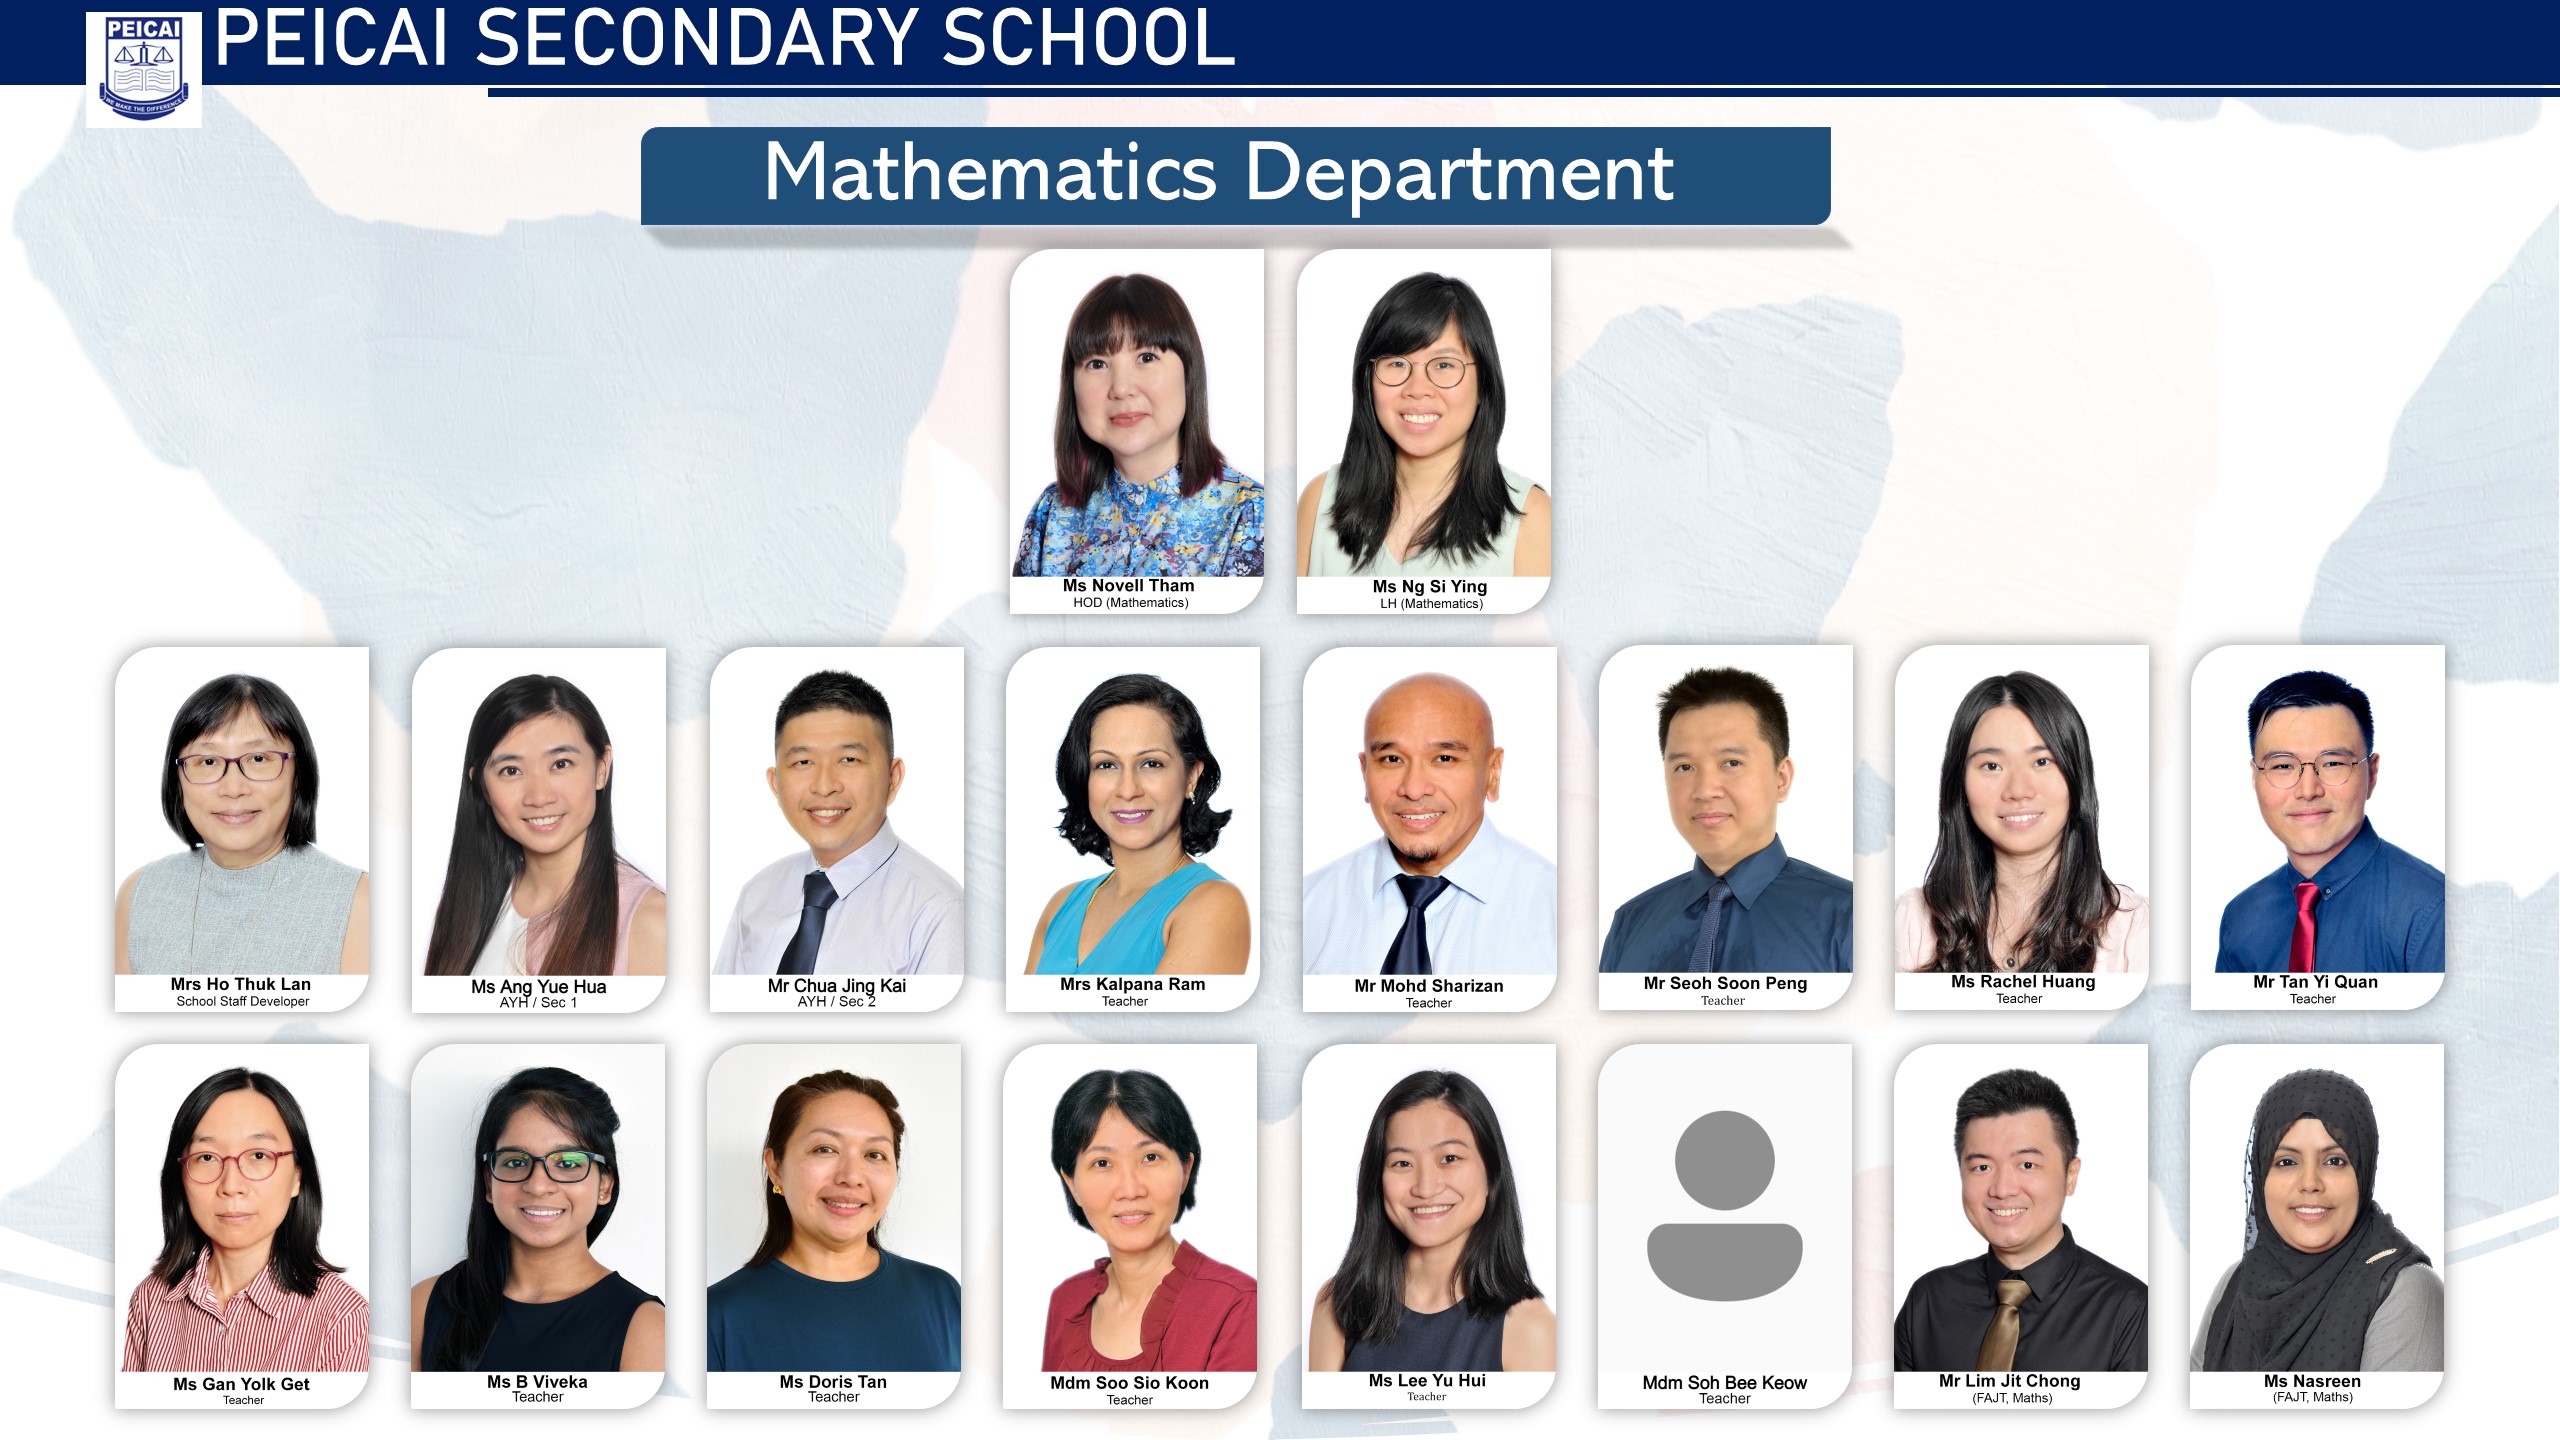 PEICAI
WE MAKE THE DIFFERENCE
PEICAI SECONDARY SCHOOL
Mathematics Department
Ms Novell Tham
HOD (Mathematics)
Ms Ng Si Ying
LH (Mathematics)
Mrs Ho Thuk Lan
School Staff Developer
Ms Ang Yue Hua
AYH / Sec 1
Mr Chua Jing Kai
AYH / Sec 2
Mrs Kalpana Ram
Teacher
Mr Mohd Sharizan
Teacher
Mr Seoh Soon Peng
Teacher
Ms Rachel Huang
Teacher
Mr Tan Yi Quan
Teacher
Ms Gan Yolk Get
Teacher
Ms B Viveka
Teacher
Ms Doris Tan
Teacher
Mdm Soo Sio Koon
Teacher
Ms Lee Yu Hui
Teacher
Mdm Soh Bee Keow
Teacher
Mr Lim Jit Chong
(FAJT, Maths)
Ms Nasreen
(FAJT, Maths)